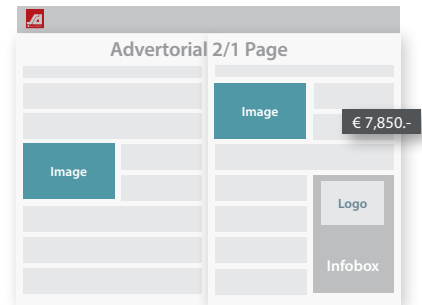 Advertorial 2/1 Page
Image
€ 7,850.-
Image
Logo
Infobox